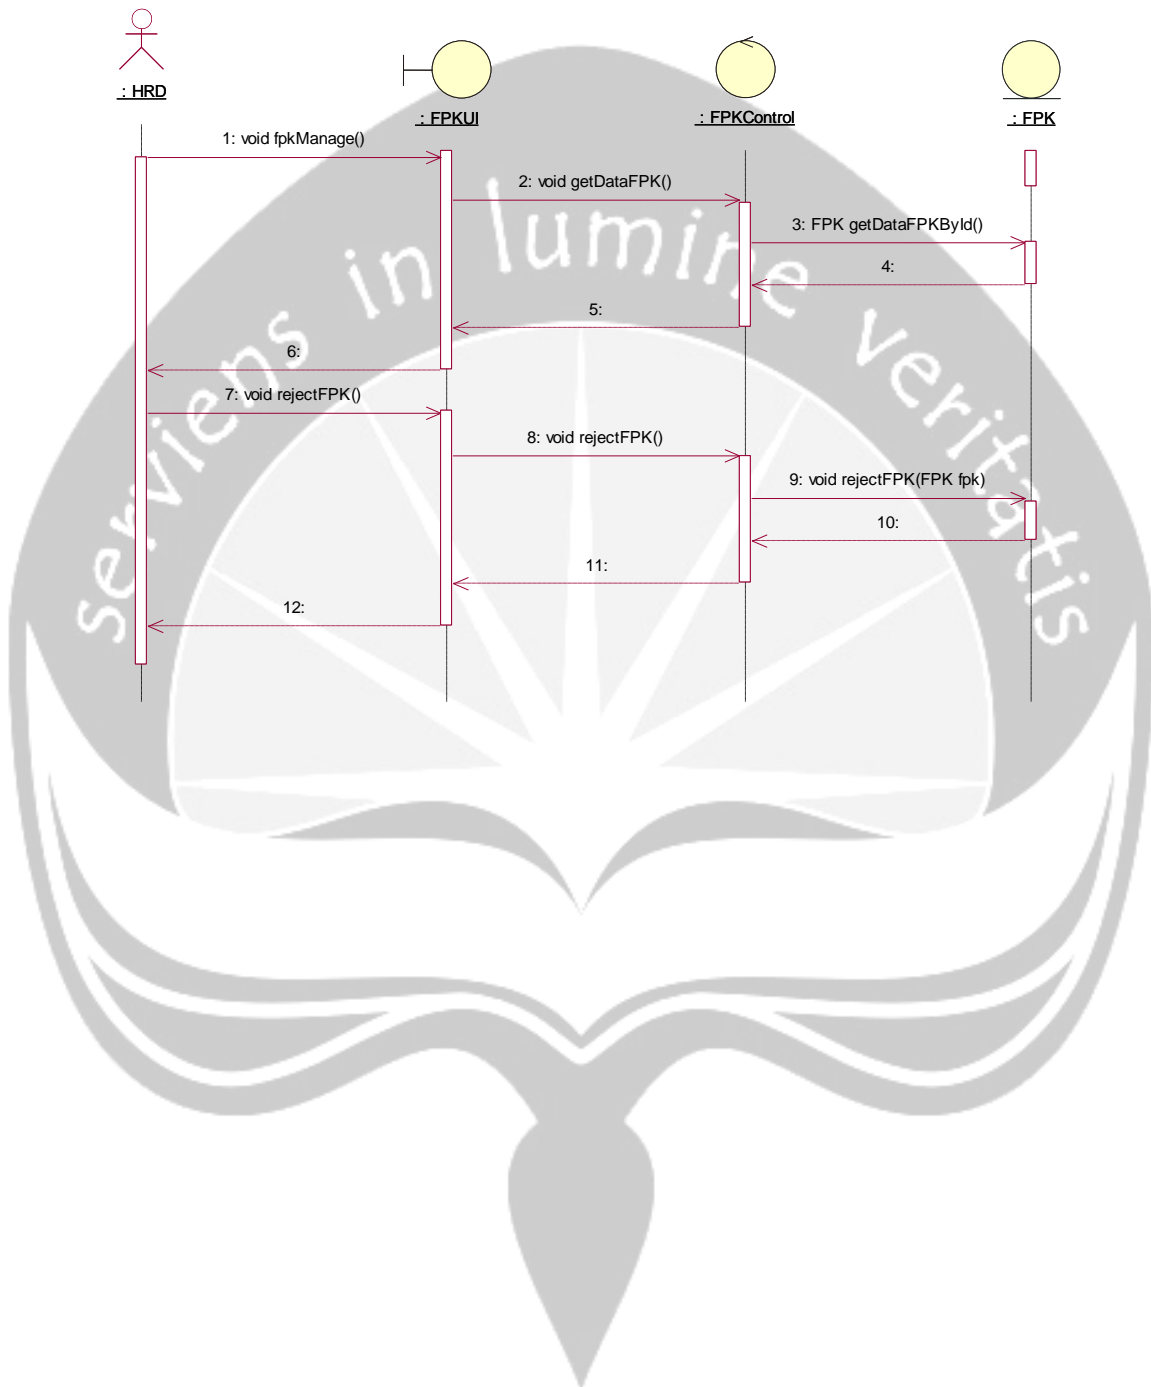 : HRD
: FPKUI
: FPKControl
: FPK
1: void fpkManage()
2: void getDataFPK()
3: FPK getDataFPKById()
4:
5:
6:
7: void rejectFPK()
8: void rejectFPK()
9: void rejectFPK(FPK fpk)
10:
11:
12:
serviens in lumine veritatis